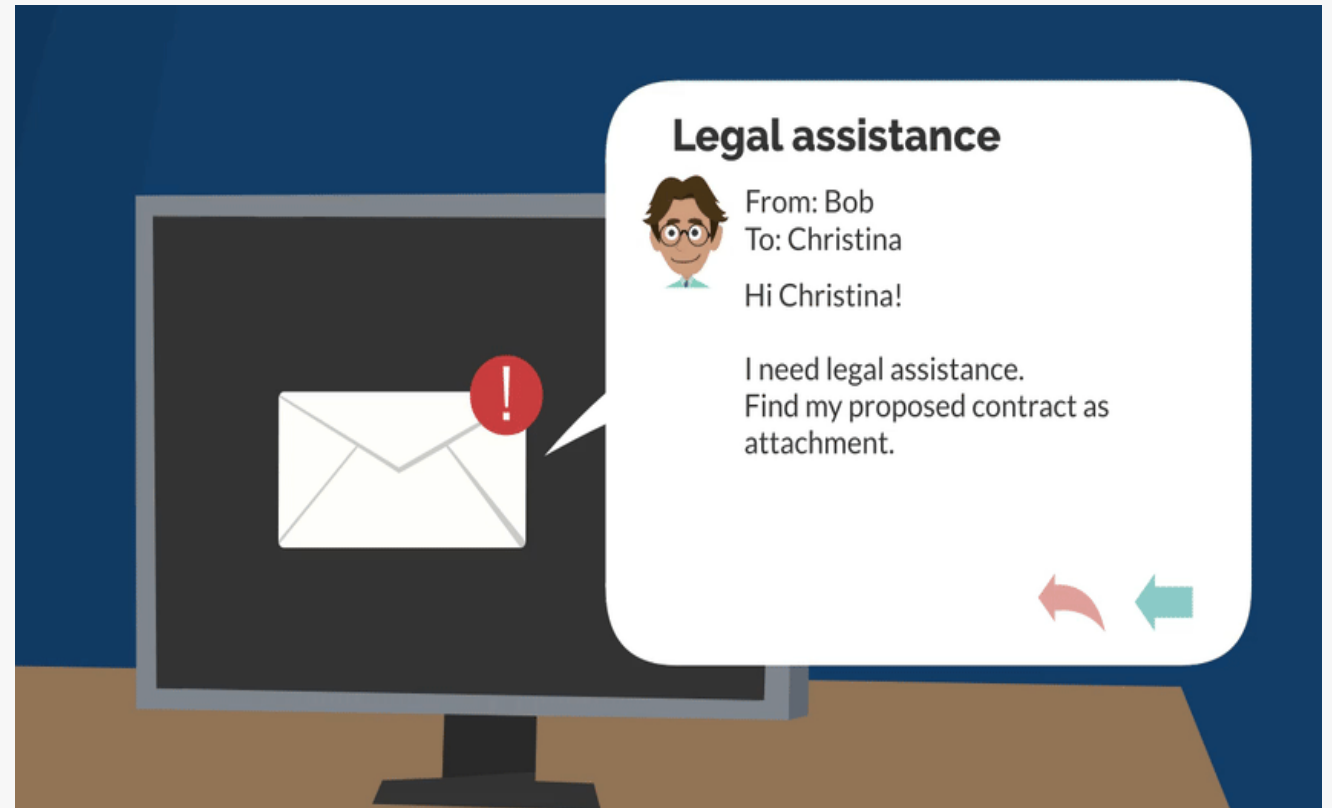 Legal assistance
From: Bob
To: Christina
Hi Christina!
I need legal assistance.
Find my proposed contract as
attachment.
!